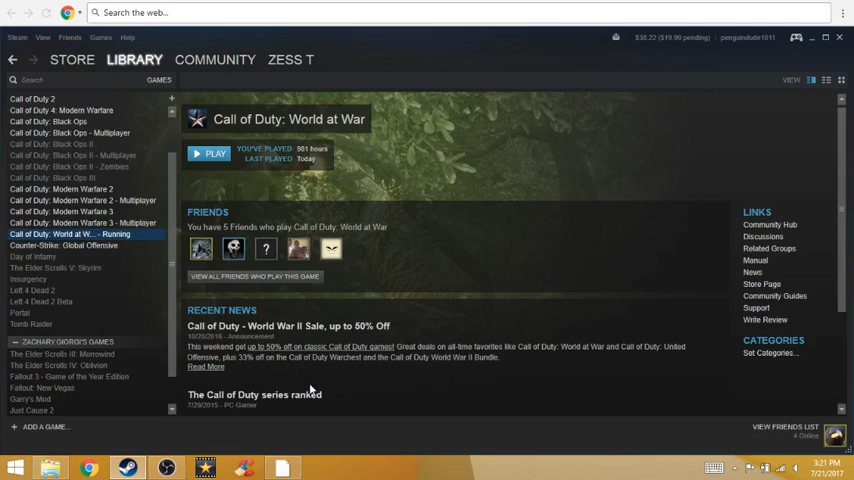 Search the web...
Steam View Friends Games Help
$38.22 ($19.99 pending) penguindude1011
STORE LIBRARY COMMUNITY ZESS T
Search GAMES
VIEW
Call of Duty 2
Call of Duty 4: Modern Warfare
Call of Duty: Black Ops
Call of Duty: Black Ops - Multiplayer
Call of Duty: Black Ops II
Call of Duty: Black Ops II - Multiplayer
Call of Duty: Black Ops II - Zombies
Call of Duty: Black Ops III
Call of Duty: Modern Warfare 2
Call of Duty: Modern Warfare 2 - Multiplayer
Call of Duty: Modern Warfare 3
Call of Duty: Modern Warfare 3 - Multiplayer
Call of Duty: World at W... - Running
Counter-Strike: Global Offensive
Day of Infamy
The Elder Scrolls V: Skyrim
Insurgency
Left 4 Dead 2
Left 4 Dead 2 Beta
Portal
Tomb Raider
ZACHARY GIORGI'S GAMES
The Elder Scrolls III: Morrowind
The Elder Scrolls IV: Oblivion
Fallout 3 - Game of the Year Edition
Fallout: New Vegas
Garry's Mod
Just Cause 2
+ ADD A GAME...
Call of Duty: World at War
PLAY
YOU'VE PLAYED 981 hours
LAST PLAYED Today
FRIENDS
You have 5 Friends who play Call of Duty: World at War
?
VIEW ALL FRIENDS WHO PLAY THIS GAME
RECENT NEWS
Call of Duty - World War II Sale, up to 50% Off
10/20/2016 - Announcement
This weekend get up to 50% off on classic Call of Duty games! Great deals on all-time favorites like Call of Duty: World at War and Call of Duty: United
Offensive, plus 33% off on the Call of Duty Warchest and the Call of Duty World War II Bundle.
Read More
The Call of Duty series ranked
7/29/2015 - PC Gamer
LINKS
Community Hub
Discussions
Related Groups
Manual
News
Store Page
Community Guides
Support
Write Review
CATEGORIES
Set Categories...
VIEW FRIENDS LIST
4 Online
3:21 PM
7/21/2017